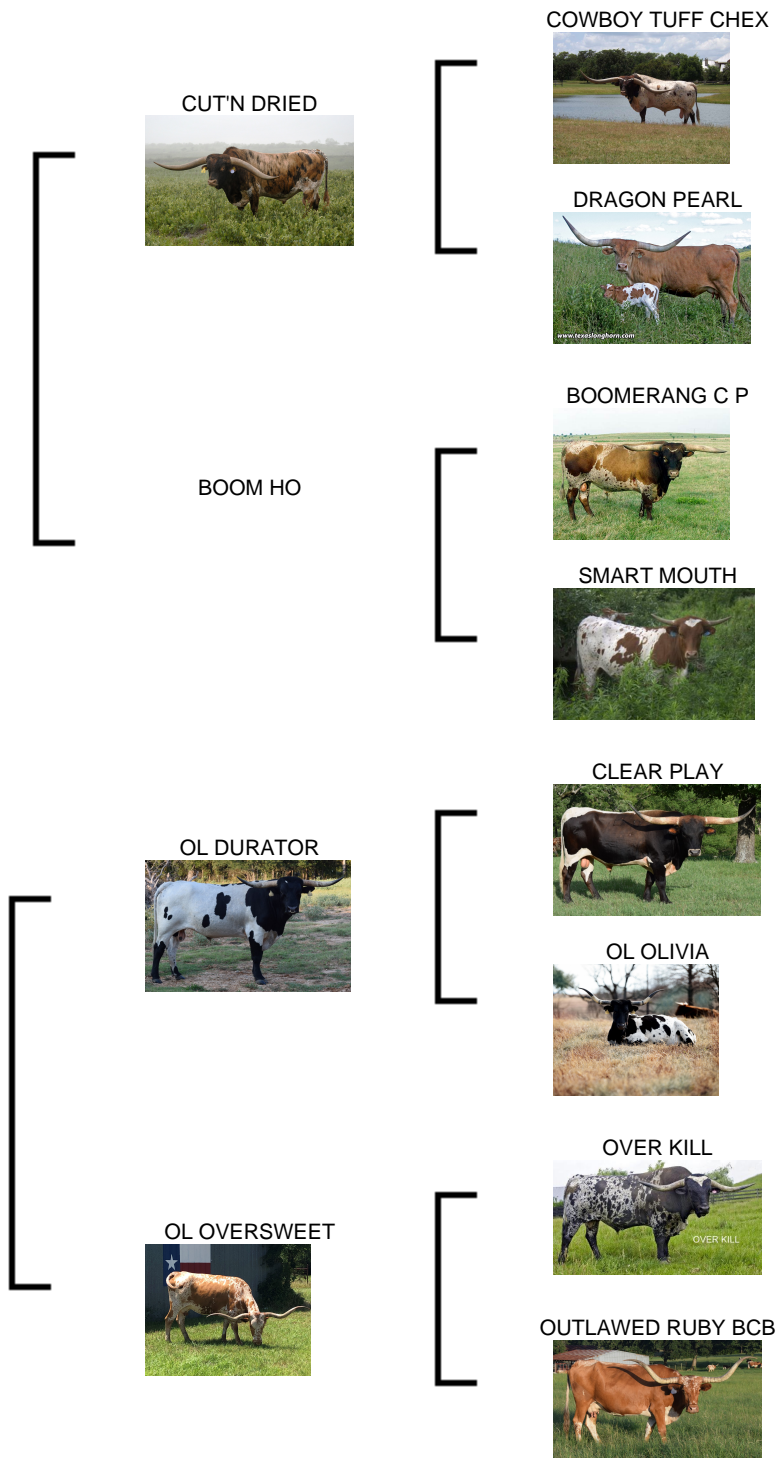 COWBOY TUFF CHEX
CUT'N DRIED
DRAGON PEARL
www.texaslonghorn.com
BOOMERANG C P
BOOM HO
SMART MOUTH
CLEAR PLAY
OL DURATOR
OL OLIVIA
OVER KILL
OVER KILL
OL OVERSWEET
OUTLAWED RUBY BCB